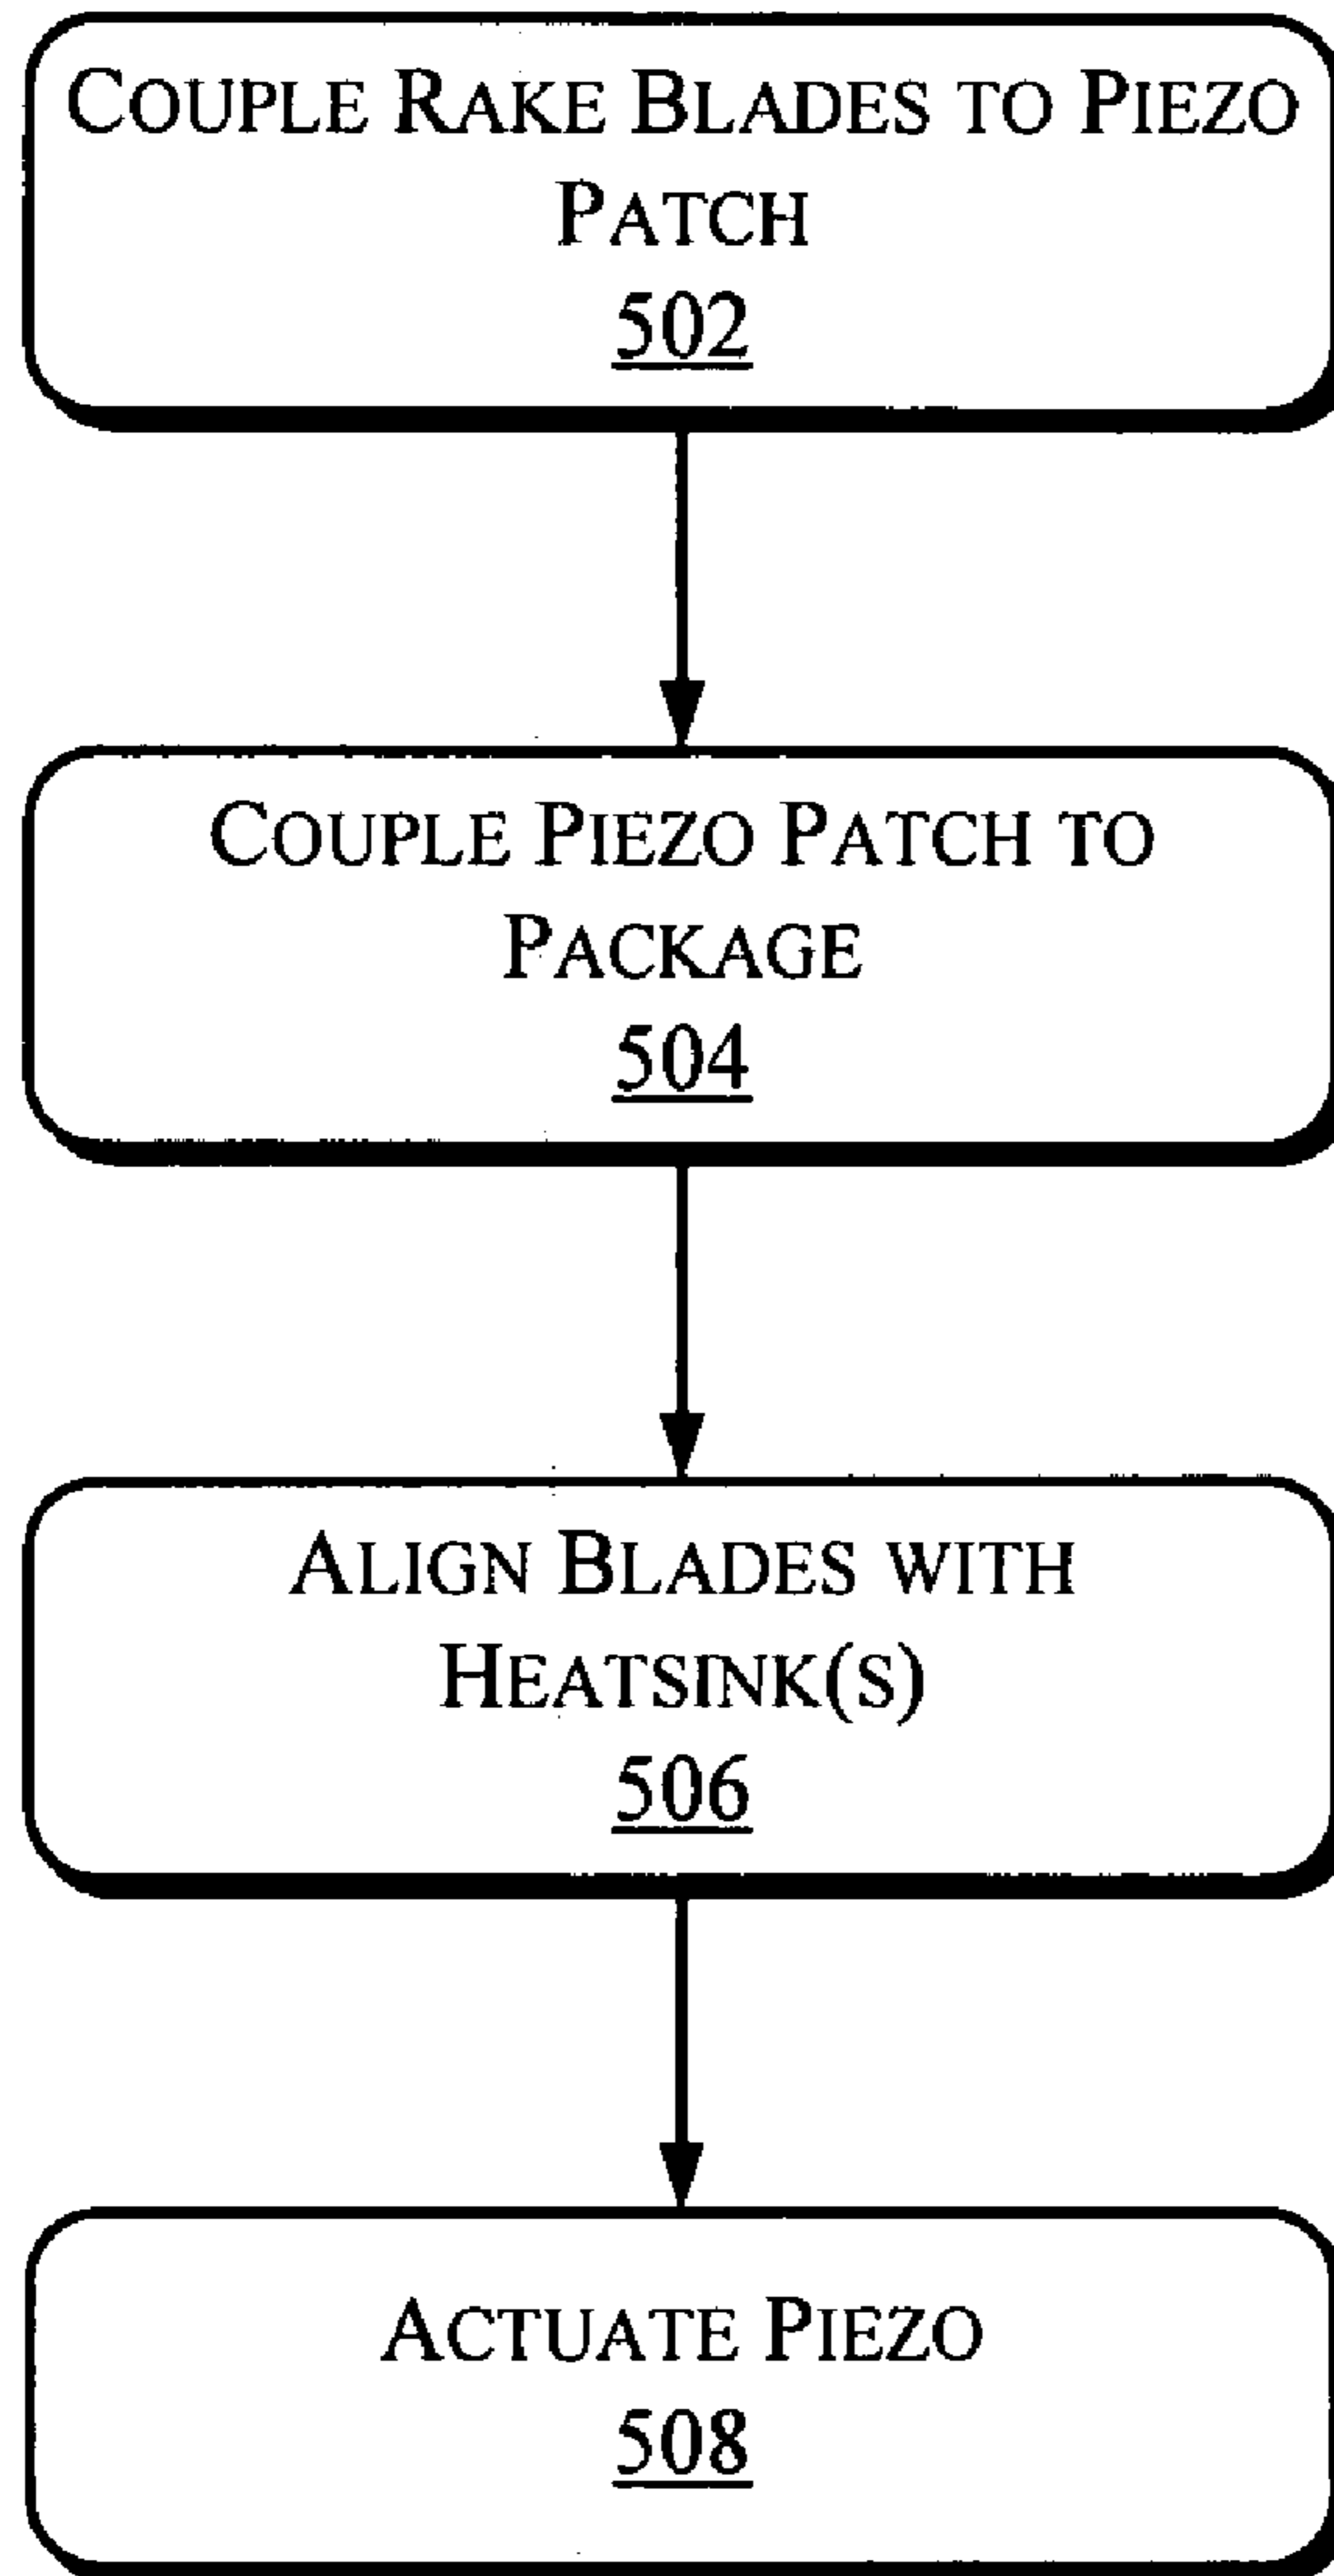 COUPLE RAKE BLADES TO PIEZO
PATCH
502
COUPLE PIEZO PATCH TO
PACKAGE
504
ALIGN BLADES WITH
HEATSINK(S)
506
ACTUATE PIEZO
508